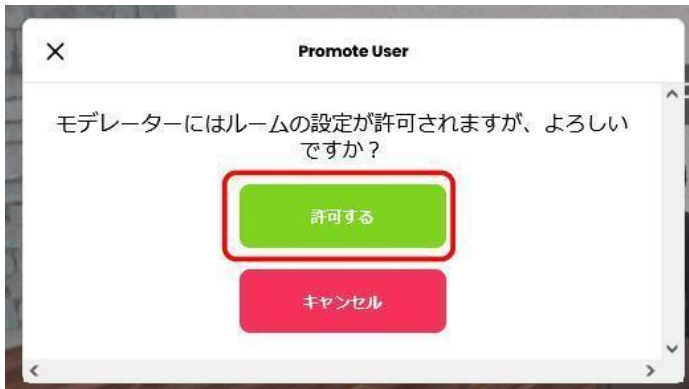 Promote User
モデレーターにはルームの設定が許可されますが、よろしい
ですか？
許可する
キャンセル